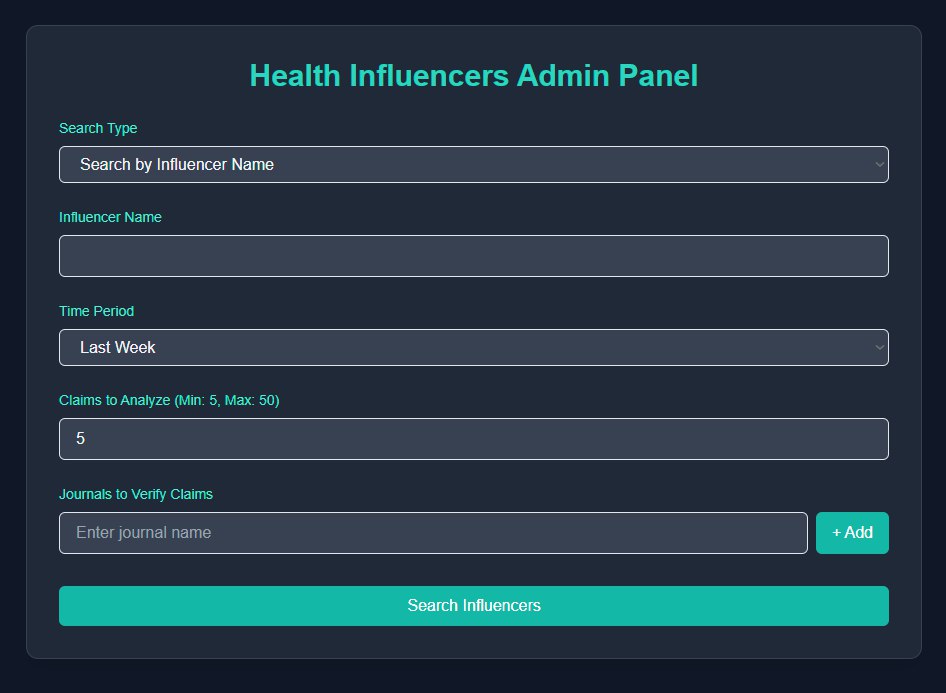 Health Influencers Admin Panel
Search Type
Search by Influencer Name
Influencer Name
Time Period
Last Week
Claims to Analyze (Min: 5, Max: 50)
5
Journals to Verify Claims
Enter journal name
+ Add
Search Influencers